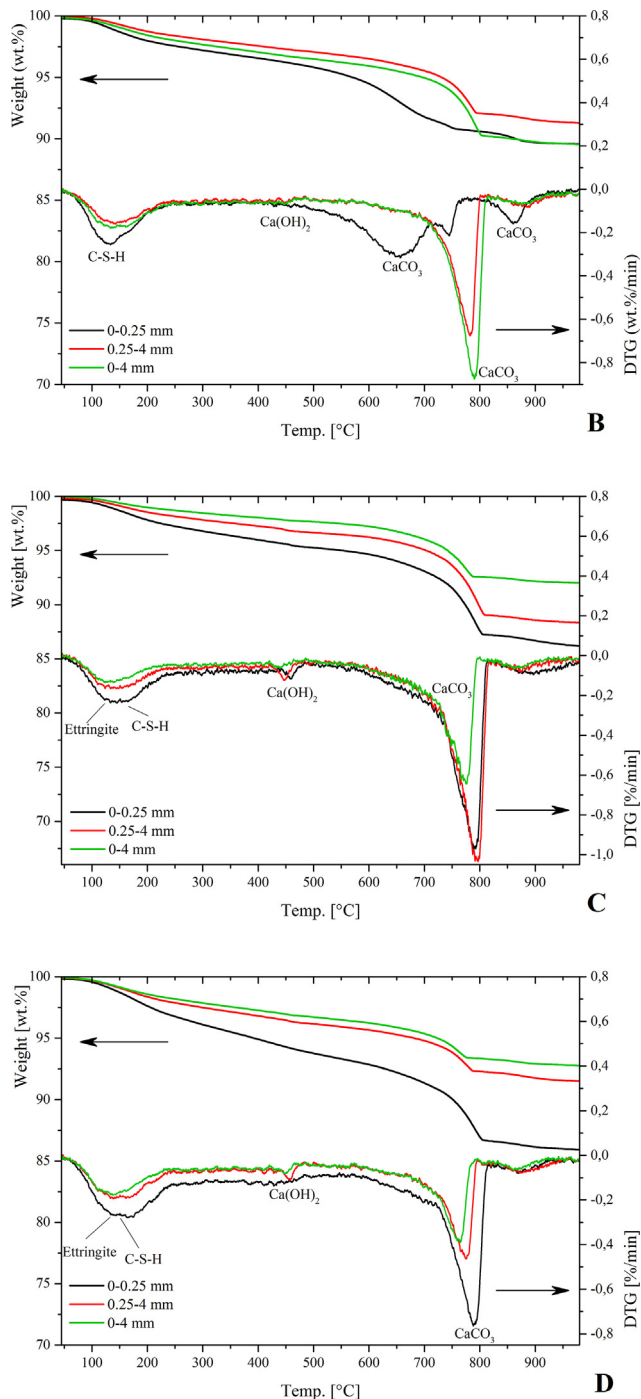 Weight (wt.%)
100
95
90
85
80
75
70
0,8
0,6
0,4
0,2
0,0
-0,2
-0,4
-0,6
-0,8
DTG (wt.%/min)
C-S-H
Ca(OH)2
CaCO3
CaCO3
CaCO3
0-0.25 mm
0.25-4 mm
0-4 mm
100 200 300 400 500 600 700 800 900
Temp. [°C]
B
Weight [wt.%]
100
95
90
85
80
75
70
0,8
0,6
0,4
0,2
0,0
-0,2
-0,4
-0,6
-0,8
-1,0
DTG [%/min]
Ettringite
C-S-H
Ca(OH)2
CaCO3
0-0.25 mm
0.25-4 mm
0-4 mm
100 200 300 400 500 600 700 800 900
Temp. [°C]
C
Weight [wt.%]
100
95
90
85
80
75
70
0,8
0,6
0,4
0,2
0,0
-0,2
-0,4
-0,6
-0,8
DTG [%/min]
Ettringite
C-S-H
Ca(OH)2
CaCO3
0-0.25 mm
0.25-4 mm
0-4 mm
100 200 300 400 500 600 700 800 900
Temp. [°C]
D